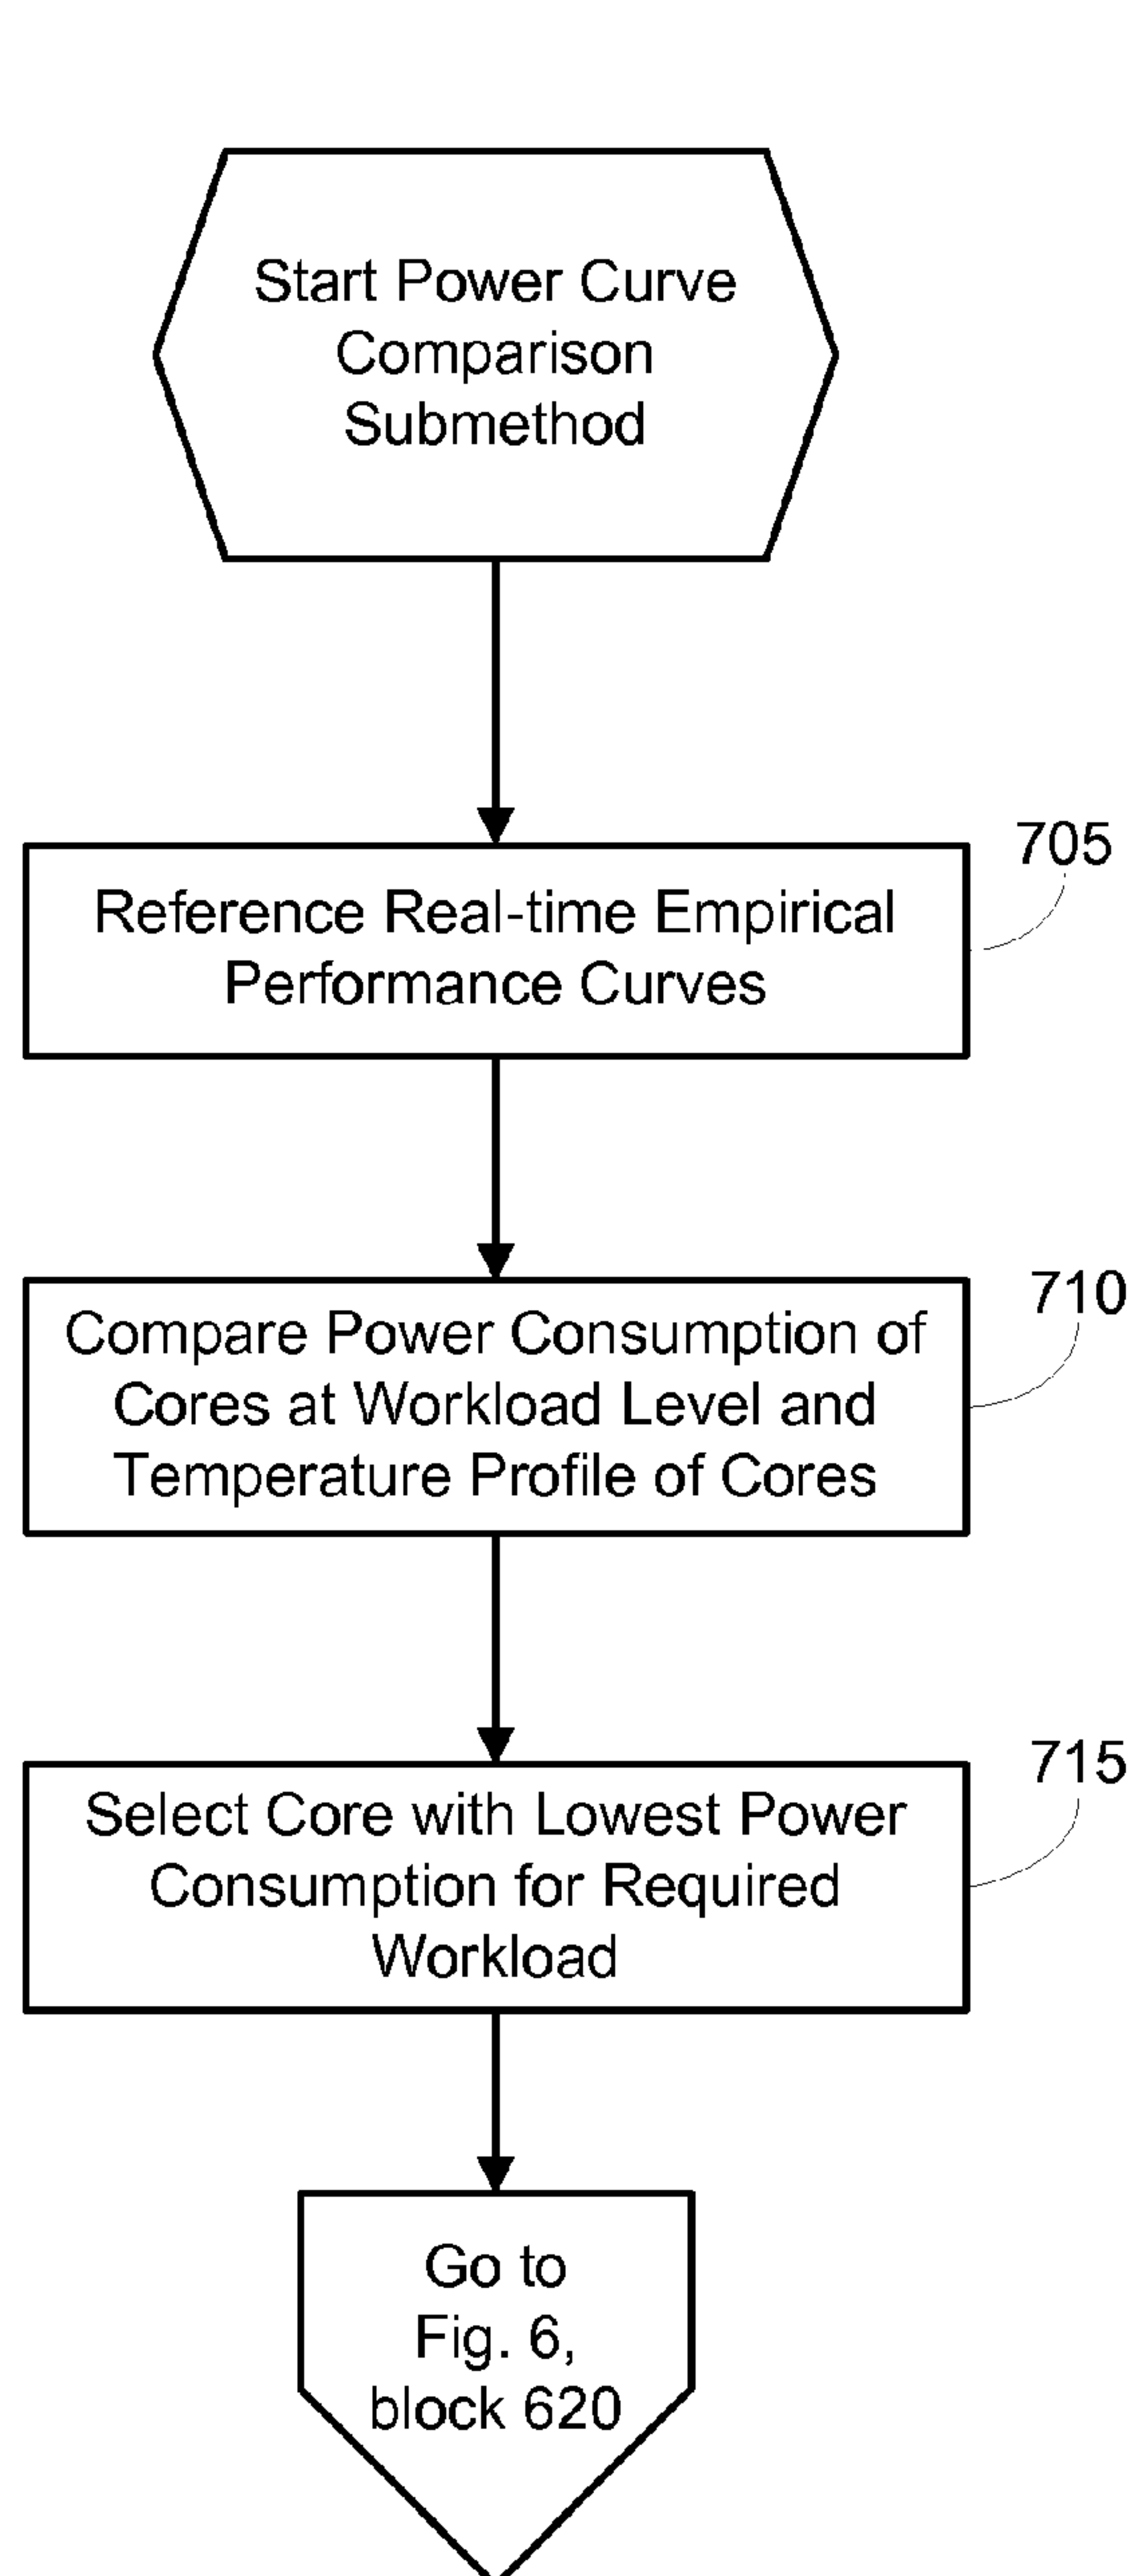 Start Power Curve
Comparison
Submethod
705
Reference Real-time Empirical
Performance Curves
710
Compare Power Consumption of
Cores at Workload Level and
Temperature Profile of Cores
715
Select Core with Lowest Power
Consumption for Required
Workload
Go to
Fig. 6,
block 620